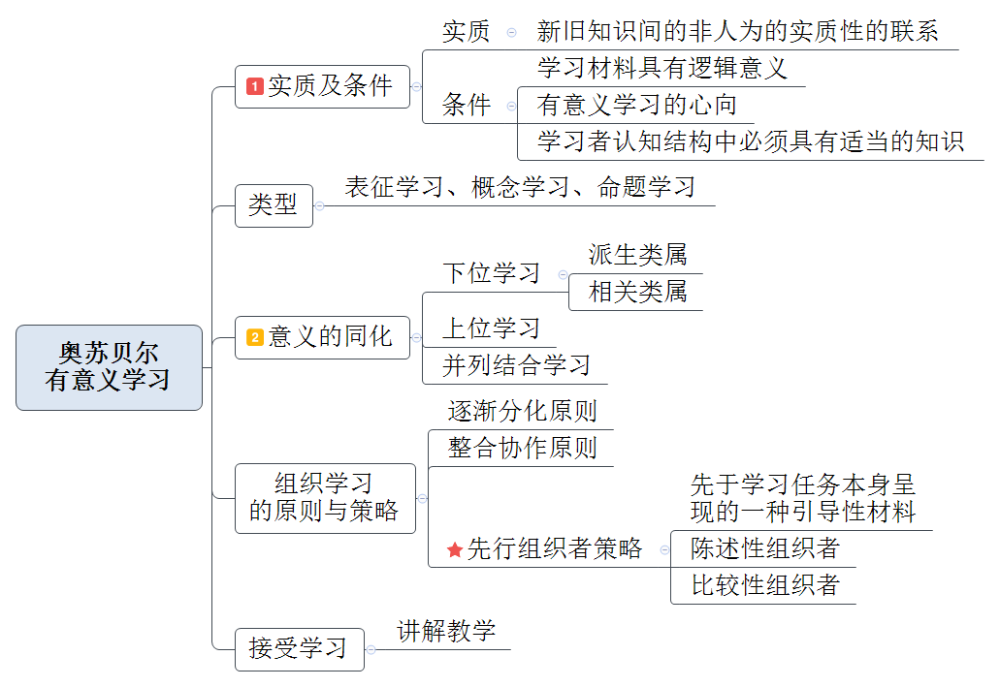 奥苏贝尔
有意义学习
1 实质及条件
实质
新旧知识间的非人为的实质性的联系
条件
学习材料具有逻辑意义
有意义学习的心向
学习者认知结构中必须具有适当的知识
类型
表征学习、概念学习、命题学习
2 意义的同化
下位学习
派生类属
相关类属
上位学习
并列结合学习
组织学习
的原则与策略
逐渐分化原则
整合协作原则
先行组织者策略
先于学习任务本身呈
现的一种引导性材料
陈述性组织者
比较性组织者
接受学习
讲解教学